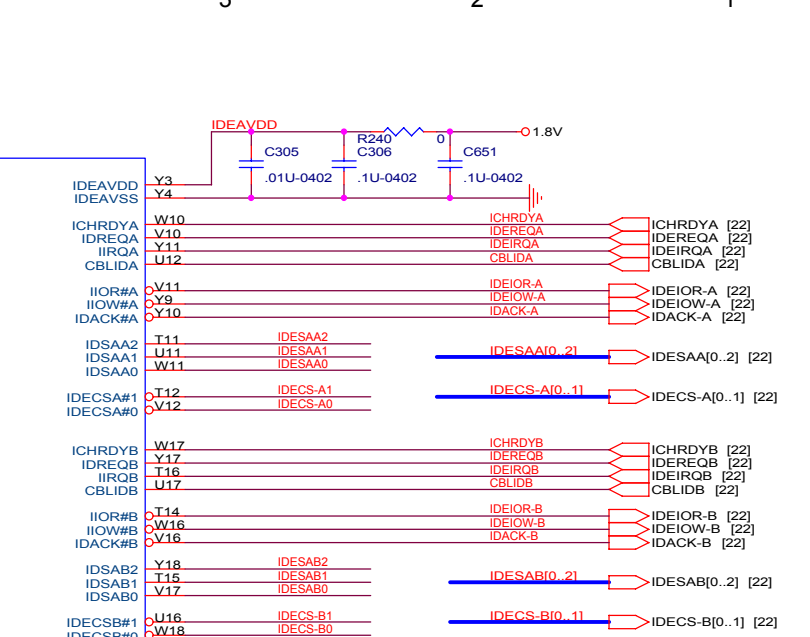 3 2 1
IDEAVDD
R240 0 1.8V
C305 C306 C651
.01U-0402 .1U-0402 .1U-0402
IDEAVDD Y3
IDEAVSS Y4
ICHRDYA W10 ICHRDYA ICHRDYA [22]
IDREQA V10 IDEREQA IDEREQA [22]
IIRQA Y11 IDEIRQA IDEIRQA [22]
CBLIDA U12 CBLIDA CBLIDA [22]
IIOR#A V11 IDEIOR-A IDEIOR-A [22]
IIOW#A Y9 IDEIOW-A IDEIOW-A [22]
IDACK#A Y10 IDACK-A IDACK-A [22]
IDSAA2 T11 IDESAA2
IDSAA1 U11 IDESAA1 IDESAA[0..2] IDESAA[0..2] [22]
IDSAA0 W11 IDESAA0
IDECSA#1 T12 IDECS-A1 IDECS-A[0..1] IDECS-A[0..1] [22]
IDECSA#0 V12 IDECS-A0
ICHRDYB W17 ICHRDYB ICHRDYB [22]
IDREQB Y17 IDEREQB IDEREQB [22]
IIRQB T16 IDEIRQB IDEIRQB [22]
CBLIDB U17 CBLIDB CBLIDB [22]
IIOR#B T14 IDEIOR-B IDEIOR-B [22]
IIOW#B W16 IDEIOW-B IDEIOW-B [22]
IDACK#B V16 IDACK-B IDACK-B [22]
IDSAB2 Y18 IDESAB2
IDSAB1 T15 IDESAB1 IDESAB[0..2] IDESAB[0..2] [22]
IDSAB0 V17 IDESAB0
IDECSB#1 U16 IDECS-B1 IDECS-B[0..1] IDECS-B[0..1] [22]
IDECSB#0 W18 IDECS-B0